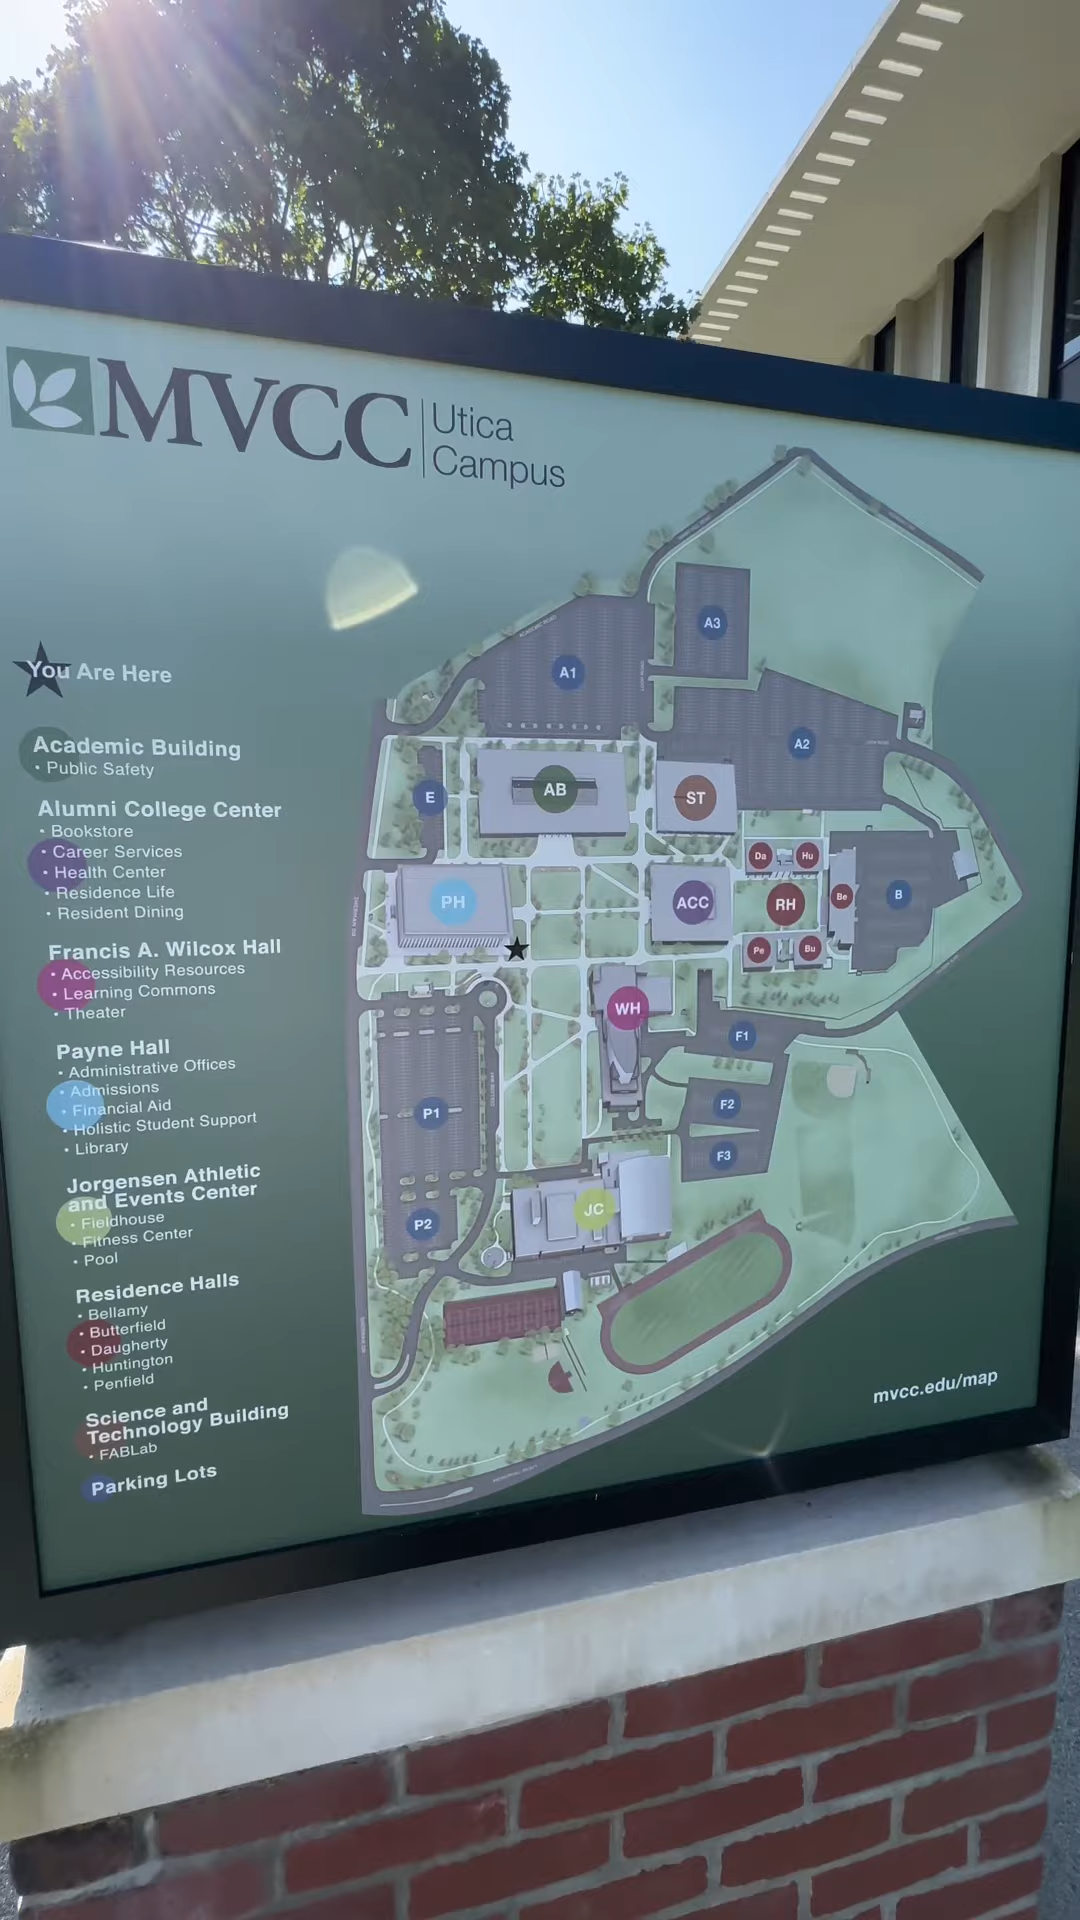 MVCC
Utica
Campus
You Are Here
Academic Building
• Public Safety
Alumni College Center
• Bookstore
• Career Services
• Health Center
• Residence Life
• Resident Dining
Francis A. Wilcox Hall
• Accessibility Resources
• Learning Commons
• Theater
Payne Hall
• Administrative Offices
• Admissions
• Financial Aid
• Holistic Student Support
• Library
Jorgensen Athletic
and Events Center
• Fieldhouse
• Fitness Center
• Pool
Residence Halls
• Bellamy
• Butterfield
• Daugherty
• Huntington
• Penfield
Science and
Technology Building
• FABLab
Parking Lots
A3
A1
A2
E
AB
ST
Da
Hu
PH
ACC
RH
Be
B
Pe
Bu
WH
F1
P1
F2
F3
P2
JC
mvcc.edu/map